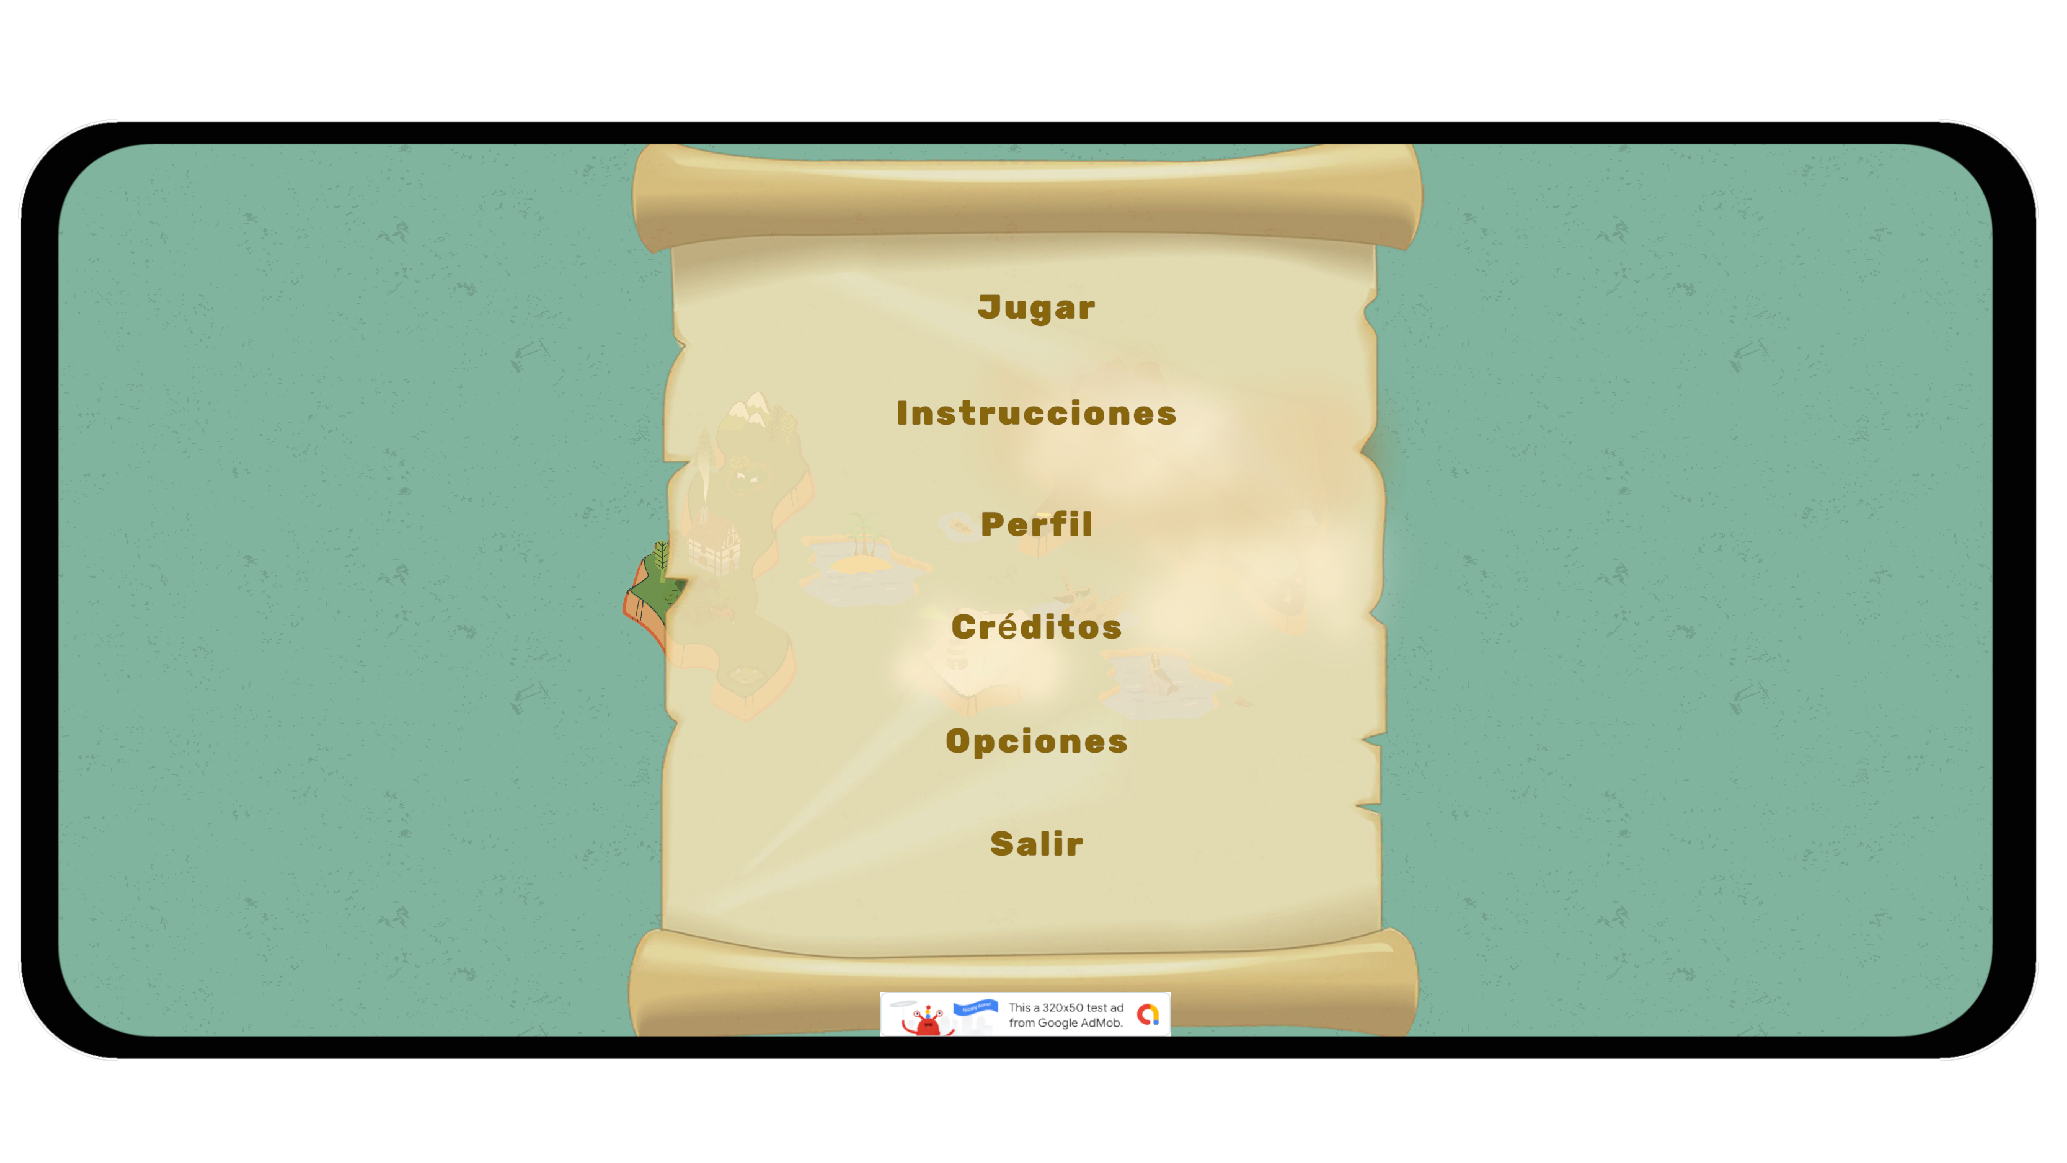 Jugar
Instrucciones
Perfil
Créditos
Opciones
Salir
This a 320x50 test ad
from Google AdMob.